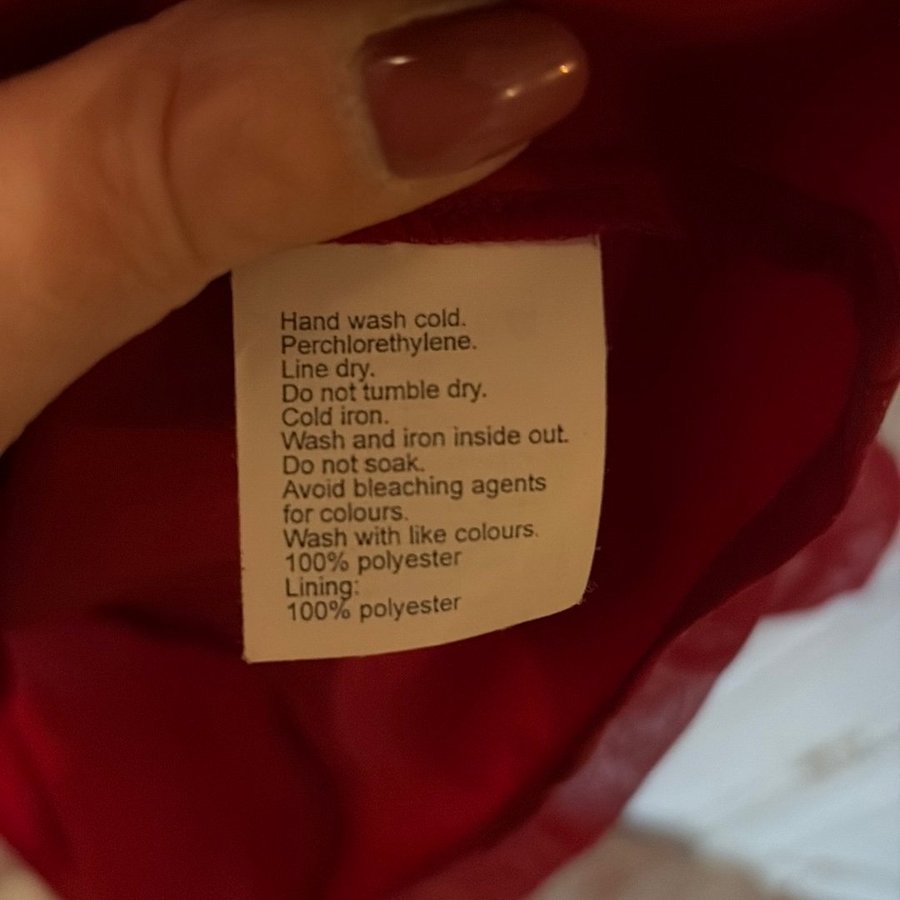 Hand wash cold.
Perchlorethylene.
Line dry.
Do not tumble dry.
Cold iron.
Wash and iron inside out.
Do not soak.
Avoid bleaching agents
for colours.
Wash with like colours.
100% polyester
Lining:
100% polyester